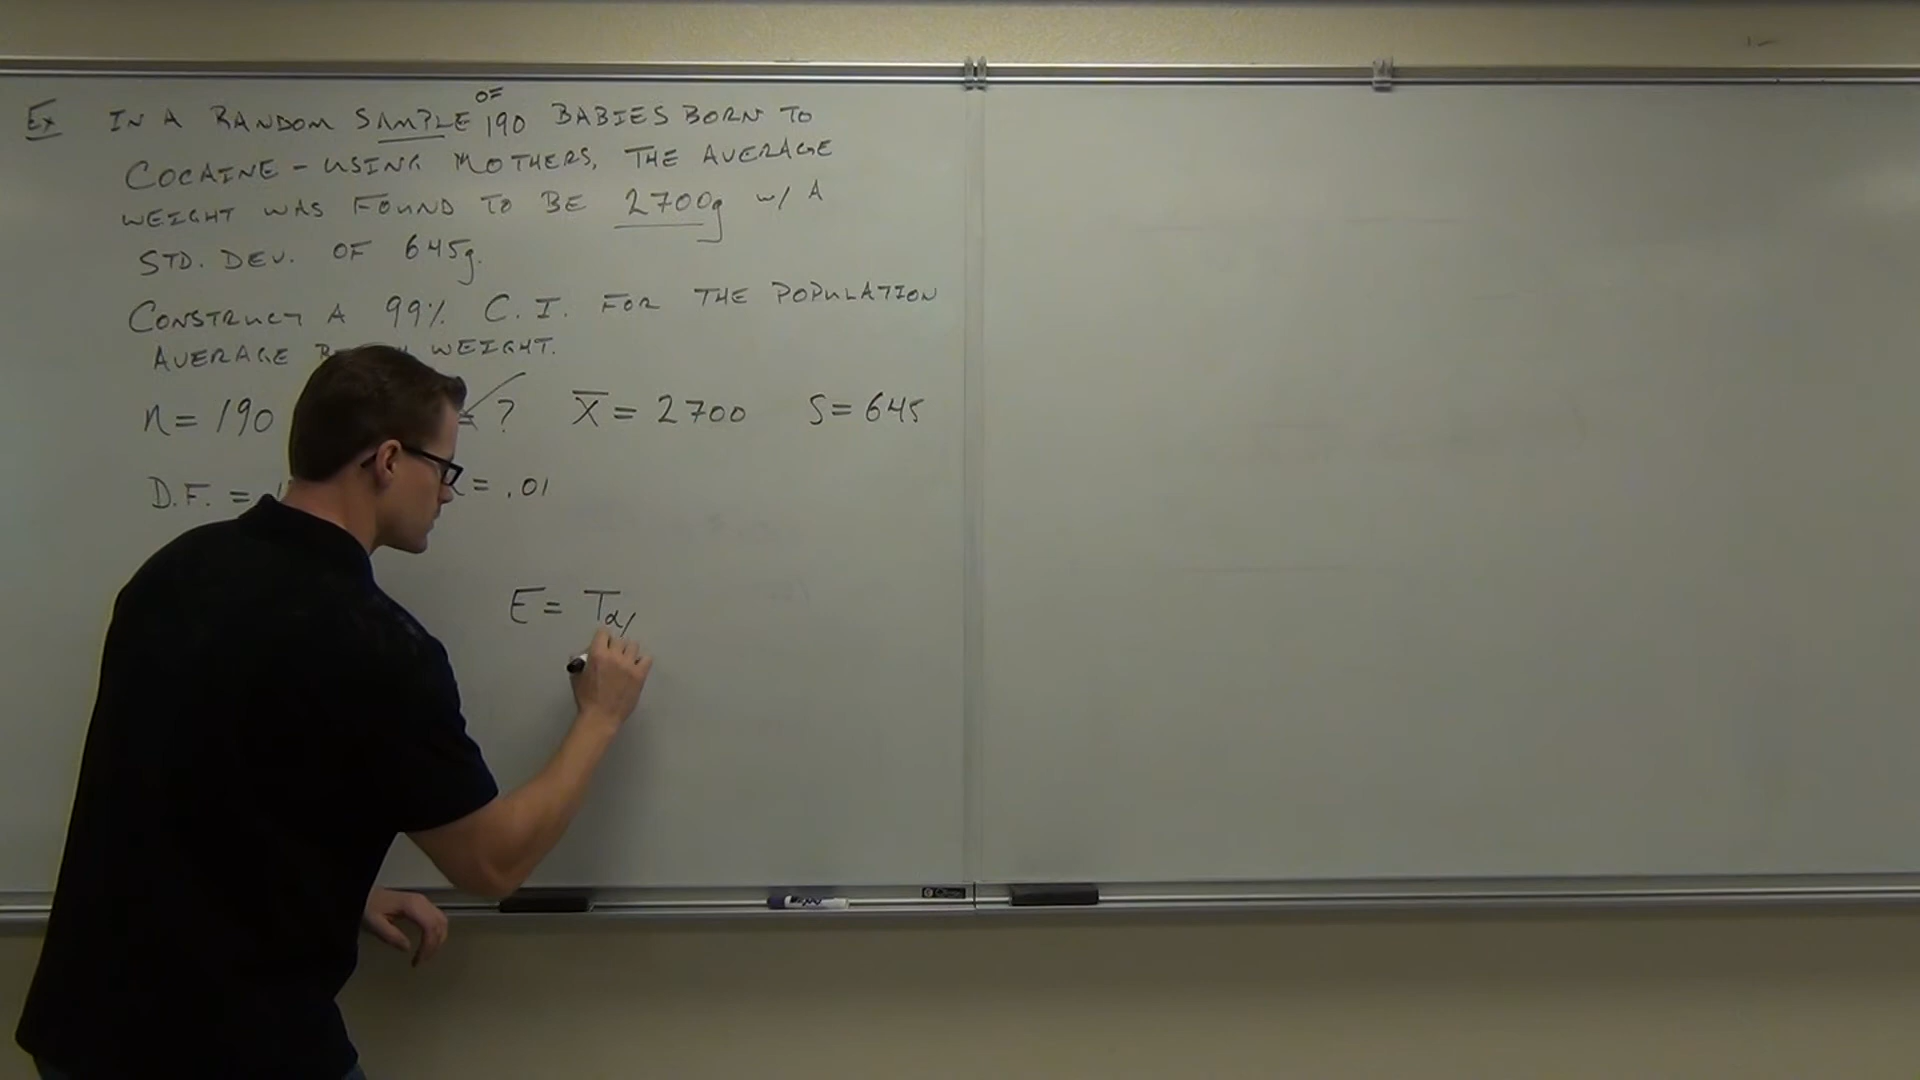 Ex IN A RANDOM SAMPLE OF 190 BABIES BORN TO
COCAINE-USING MOTHERS, THE AVERAGE
WEIGHT WAS FOUND TO BE 2700g w/ A
STD. DEV. OF 645g.
CONSTRUCT A 99% C.I. FOR THE POPULATION
AVERAGE WEIGHT.
n = 190 = ? X̄ = 2700 S = 645
D.F. = = .01
E = Tα/